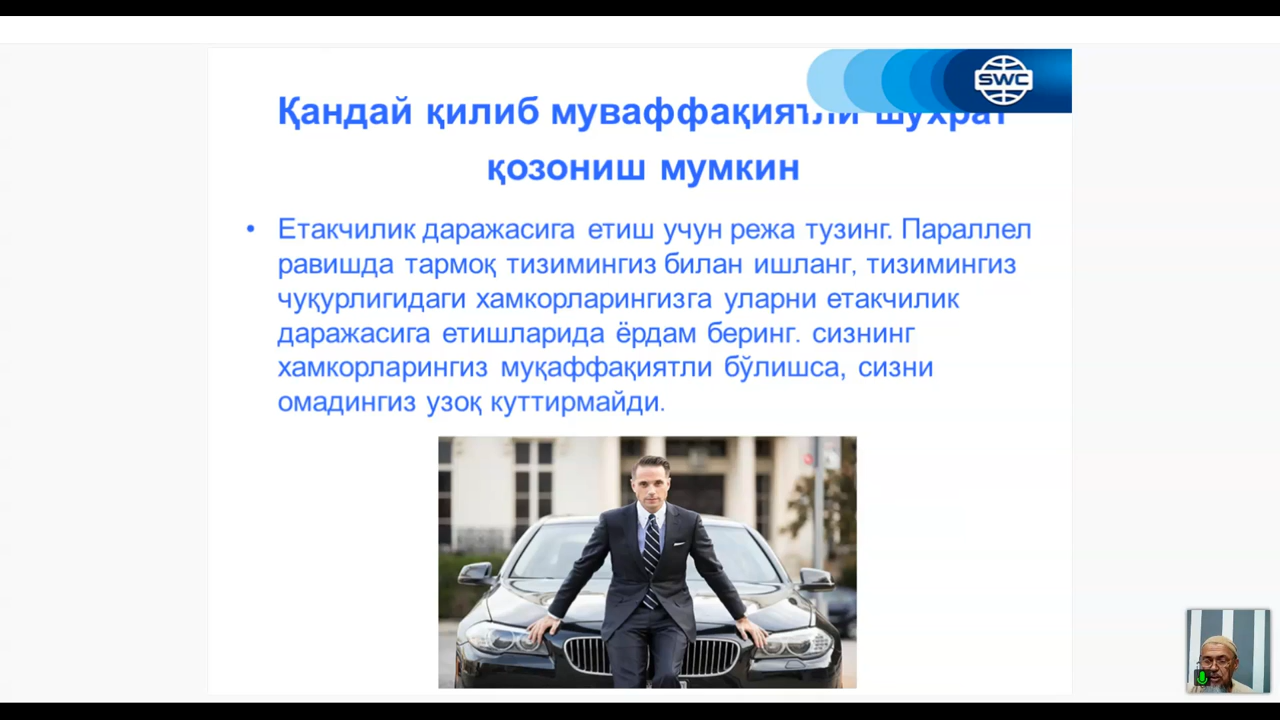 SWC
Қандай қилиб муваффақиятли шухрат
қозониш мумкин
• Етакчилик даражасига етиш учун режа тузинг. Параллел
равишда тармоқ тизимингиз билан ишланг, тизимингиз
чуқурлигидаги хамкорларингизга уларни етакчилик
даражасига етишларида ёрдам беринг. сизнинг
хамкорларингиз муқаффақиятли бўлишса, сизни
омадингиз узоқ куттирмайди.